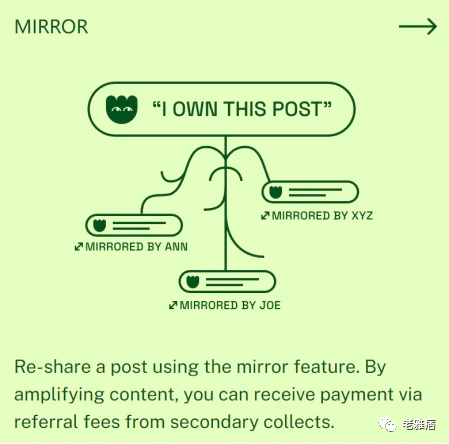 MIRROR
“I OWN THIS POST”
MIRRORED BY XYZ
MIRRORED BY ANN
MIRRORED BY JOE
Re-share a post using the mirror feature. By
amplifying content, you can receive payment via
referral fees from secondary collects.
老雅痞